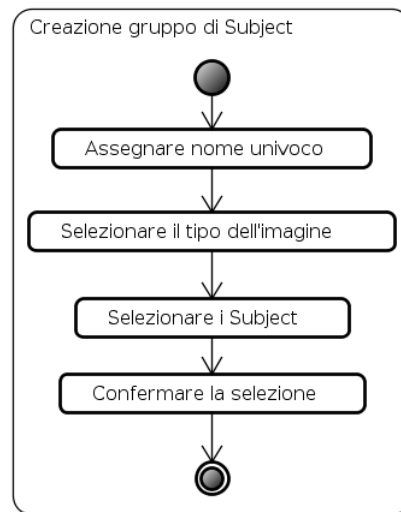 Creazione gruppo di Subject
Assegnare nome univoco
Selezionare il tipo dell'imagine
Selezionare i Subject
Confermare la selezione